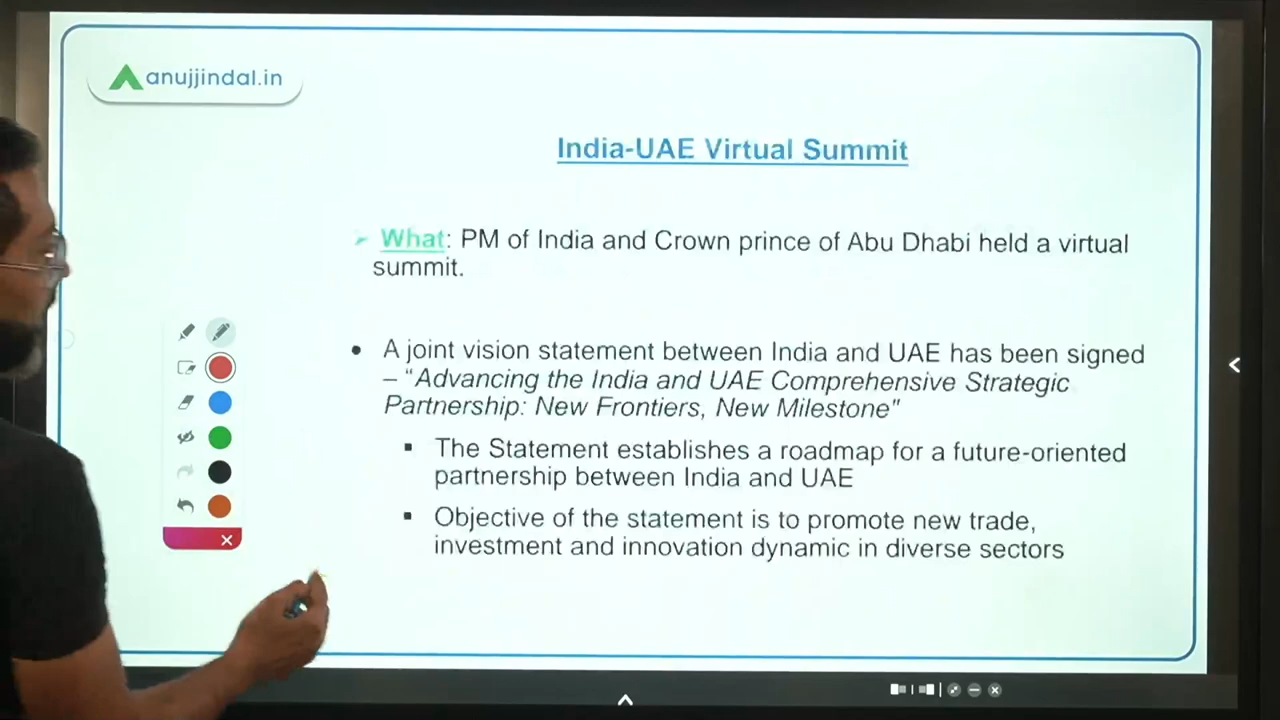 anujjindal.in
India-UAE Virtual Summit
➢ What: PM of India and Crown prince of Abu Dhabi held a virtual
summit.
• A joint vision statement between India and UAE has been signed
– “Advancing the India and UAE Comprehensive Strategic
Partnership: New Frontiers, New Milestone"
▪ The Statement establishes a roadmap for a future-oriented
partnership between India and UAE
▪ Objective of the statement is to promote new trade,
investment and innovation dynamic in diverse sectors